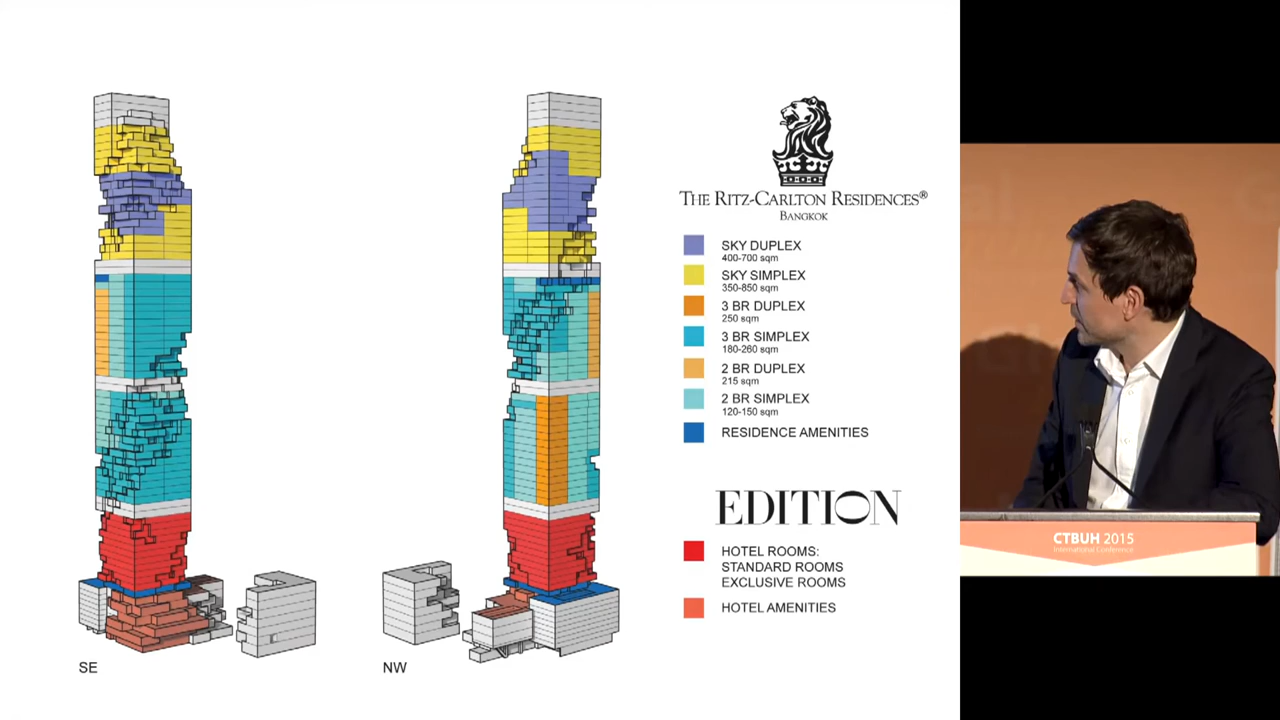 THE RITZ-CARLTON RESIDENCES®
BANGKOK
SKY DUPLEX
400-700 sqm
SKY SIMPLEX
350-850 sqm
3 BR DUPLEX
250 sqm
3 BR SIMPLEX
180-260 sqm
2 BR DUPLEX
215 sqm
2 BR SIMPLEX
120-150 sqm
RESIDENCE AMENITIES
EDITION
HOTEL ROOMS:
STANDARD ROOMS
EXCLUSIVE ROOMS
HOTEL AMENITIES
SE
NW
CTBUH 2015
International Conference